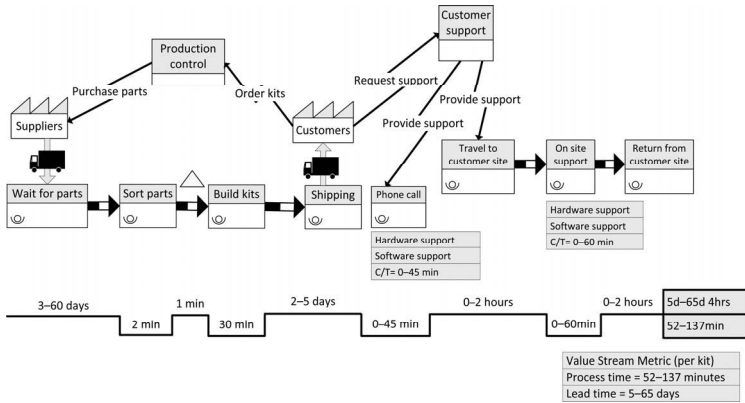 Customer
support
Production
control
Request support
Purchase parts
Order kits
Provide support
Suppliers
Customers
Provide support
Travel to
customer site
On site
support
Return from
customer site
Wait for parts
Sort parts
Build kits
Shipping
Phone call
Hardware support
Software support
C/T= 0–60 min
Hardware support
Software support
C/T= 0–45 min
3–60 days
1 min
2–5 days
0–2 hours
0–2 hours
5d–65d 4hrs
2 min
30 min
0–45 min
0–60min
52–137min
Value Stream Metric (per kit)
Process time = 52–137 minutes
Lead time = 5–65 days